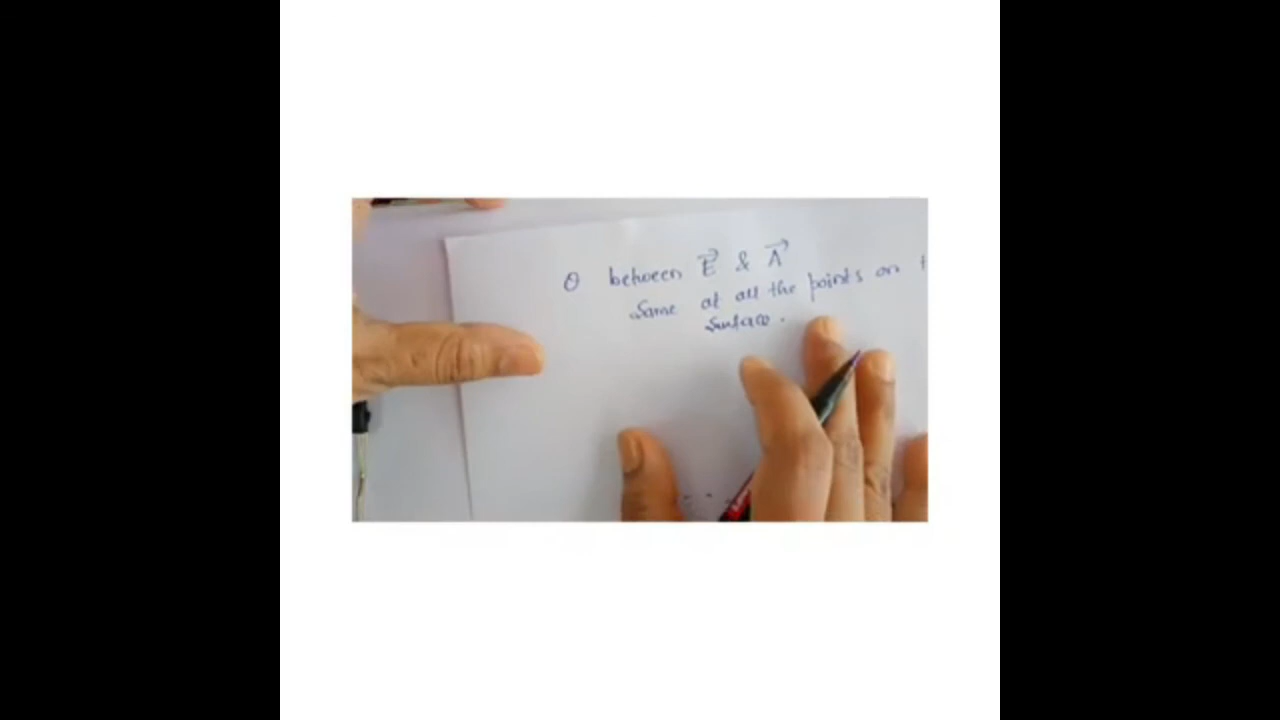 θ between E⃗ & A⃗
Same at all the points on
Surface.